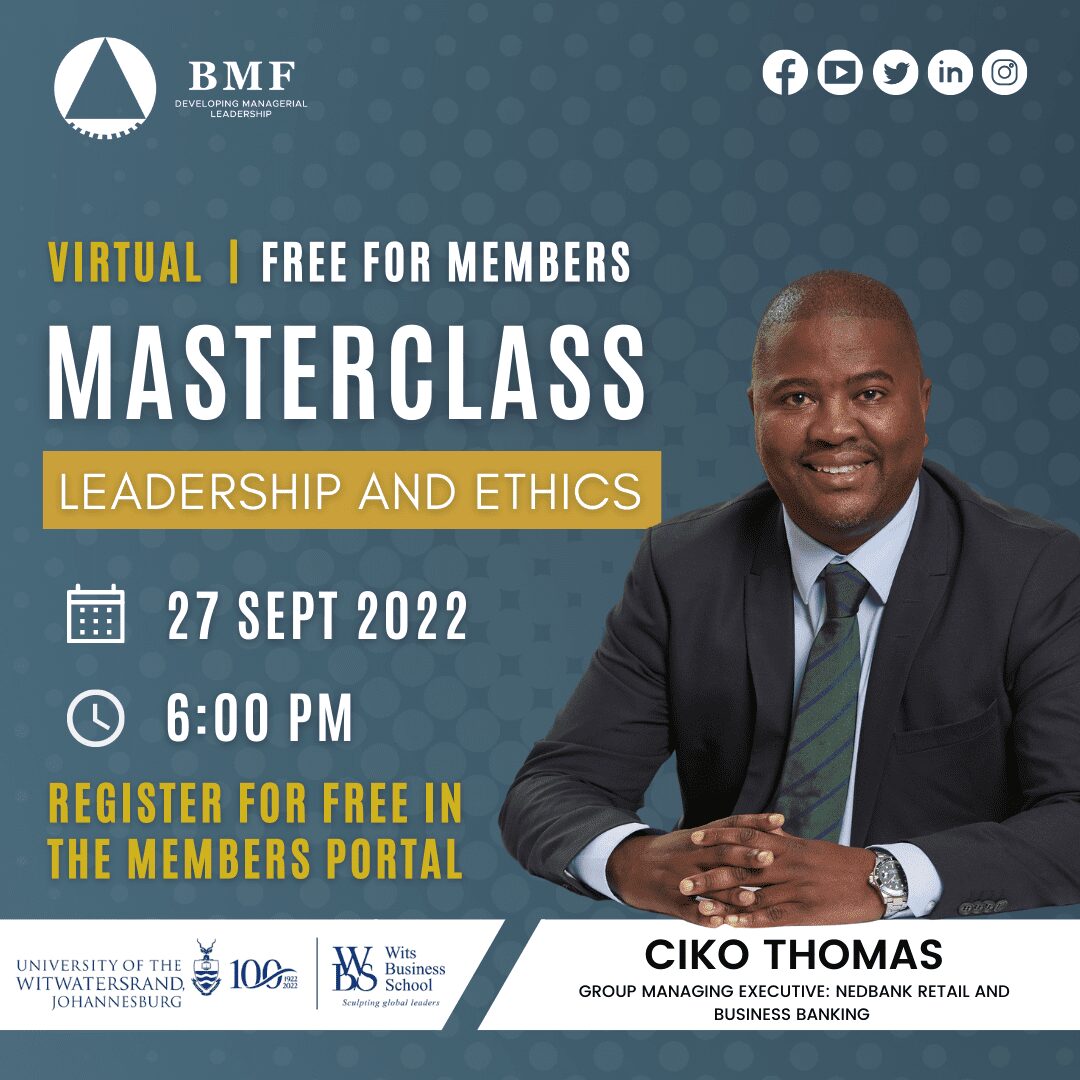 BMF
DEVELOPING MANAGERIAL
LEADERSHIP
VIRTUAL | FREE FOR MEMBERS
MASTERCLASS
LEADERSHIP AND ETHICS
27 SEPT 2022
6:00 PM
REGISTER FOR FREE IN
THE MEMBERS PORTAL
UNIVERSITY OF THE
WITWATERSRAND,
JOHANNESBURG
100 1922
2022
WBS
Wits
Business
School
Sculpting global leaders
CIKO THOMAS
GROUP MANAGING EXECUTIVE: NEDBANK RETAIL AND
BUSINESS BANKING